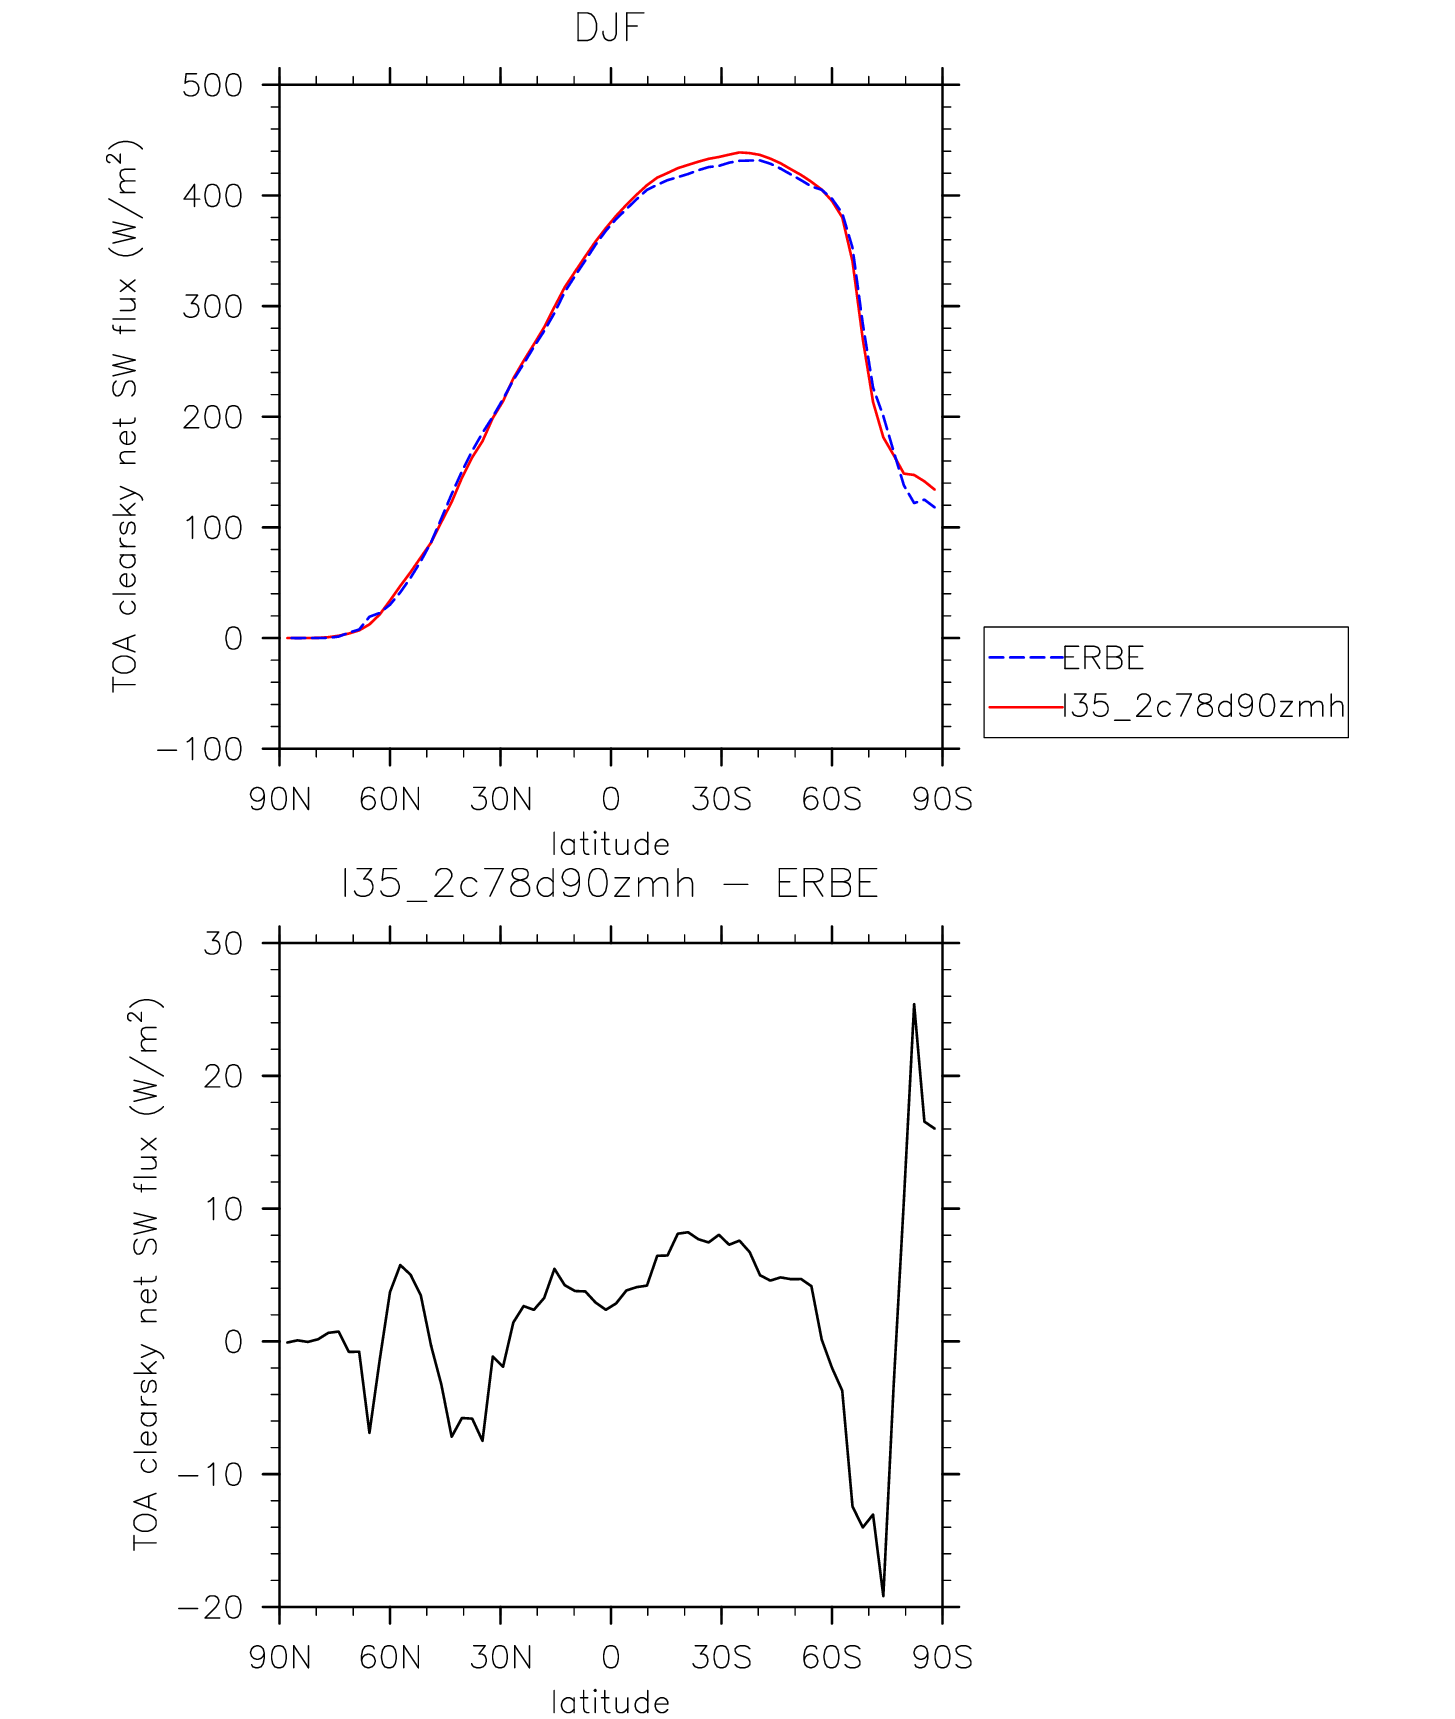 DJF
TOA clearsky net SW flux (W/m²)
500
400
300
200
100
0
−100
90N 60N 30N 0 30S 60S 90S
latitude
ERBE
I35_2c78d90zmh
I35_2c78d90zmh − ERBE
TOA clearsky net SW flux (W/m²)
30
20
10
0
−10
−20
90N 60N 30N 0 30S 60S 90S
latitude